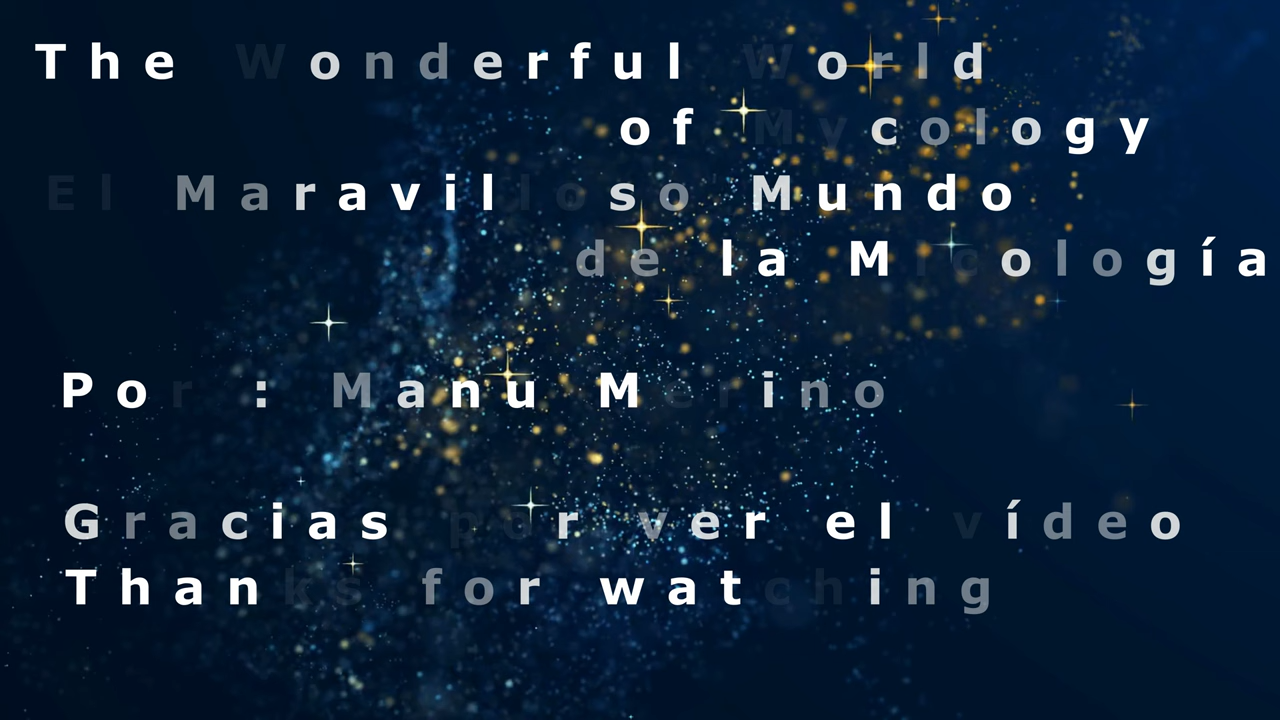 The Wonderful World
of Mycology
El Maravilloso Mundo
de la Micología
Por : Manu Merino
Gracias por ver el vídeo
Thanks for watching